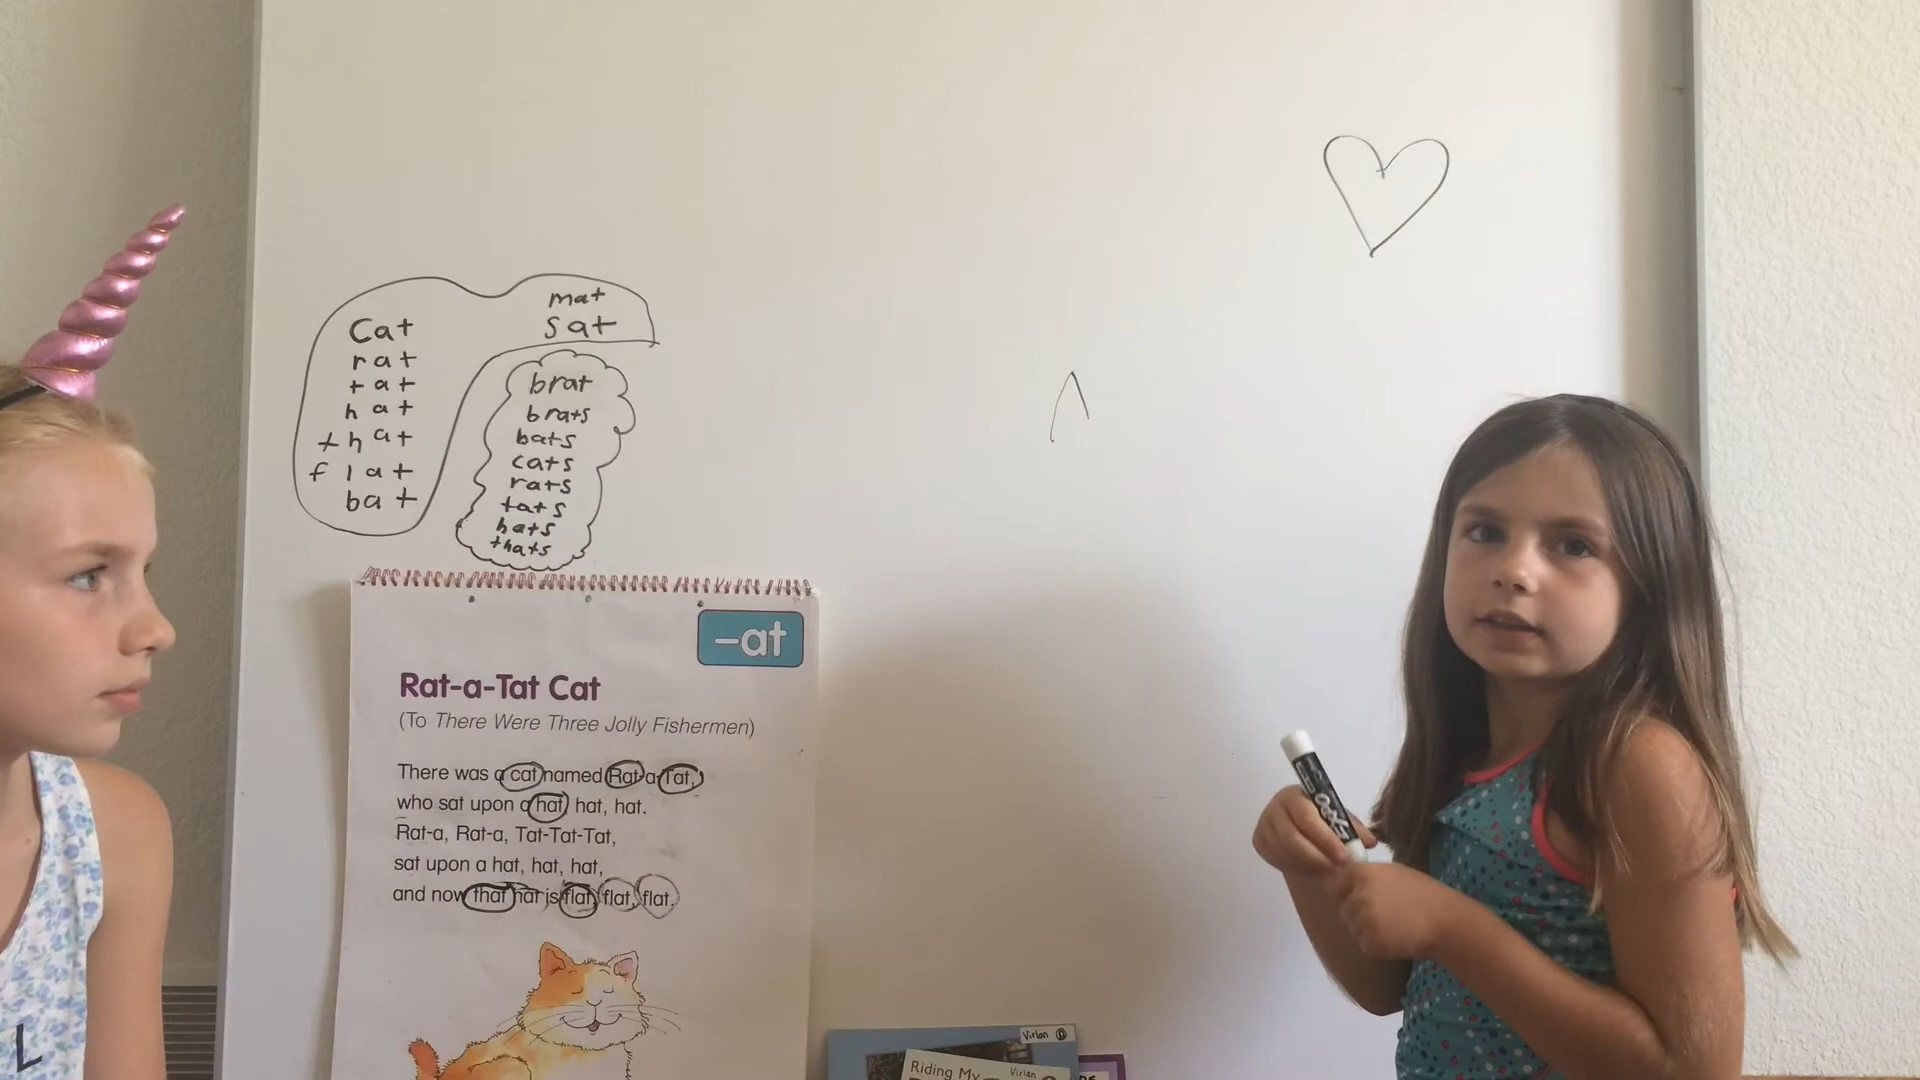 Cat
rat
tat
hat
that
flat
bat
mat
sat
brat
brats
bats
cats
rats
tats
hats
thats
–at
Rat-a-Tat Cat
(To There Were Three Jolly Fishermen)
There was a cat named Rat-a-Tat,
who sat upon a hat, hat, hat.
Rat-a, Rat-a, Tat-Tat-Tat,
sat upon a hat, hat, hat,
and now that hat is flat, flat, flat.
Virlan D
Riding My Virlan
L